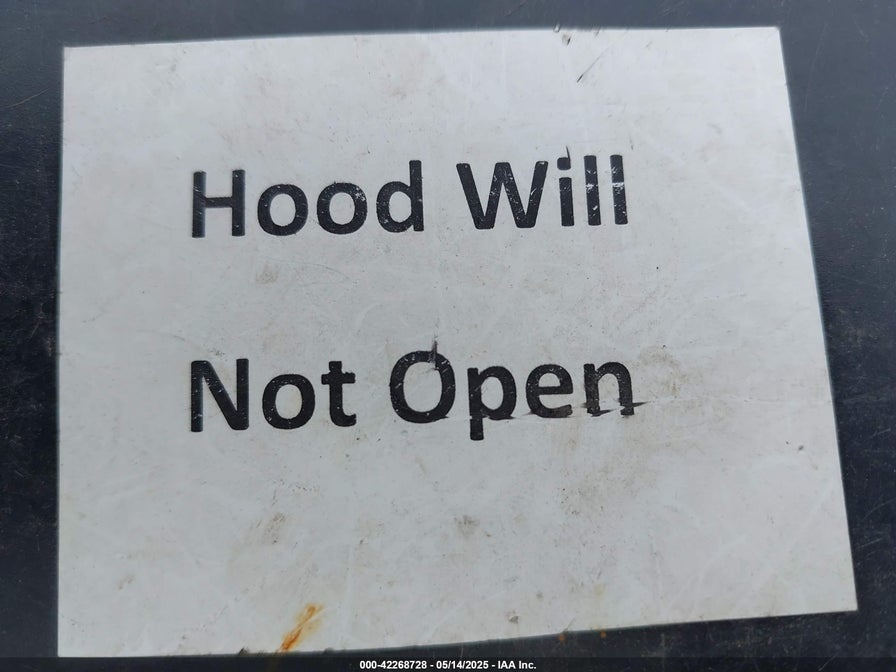 Hood Will
Not Open
000-42268728 - 05/14/2025 - IAA Inc.